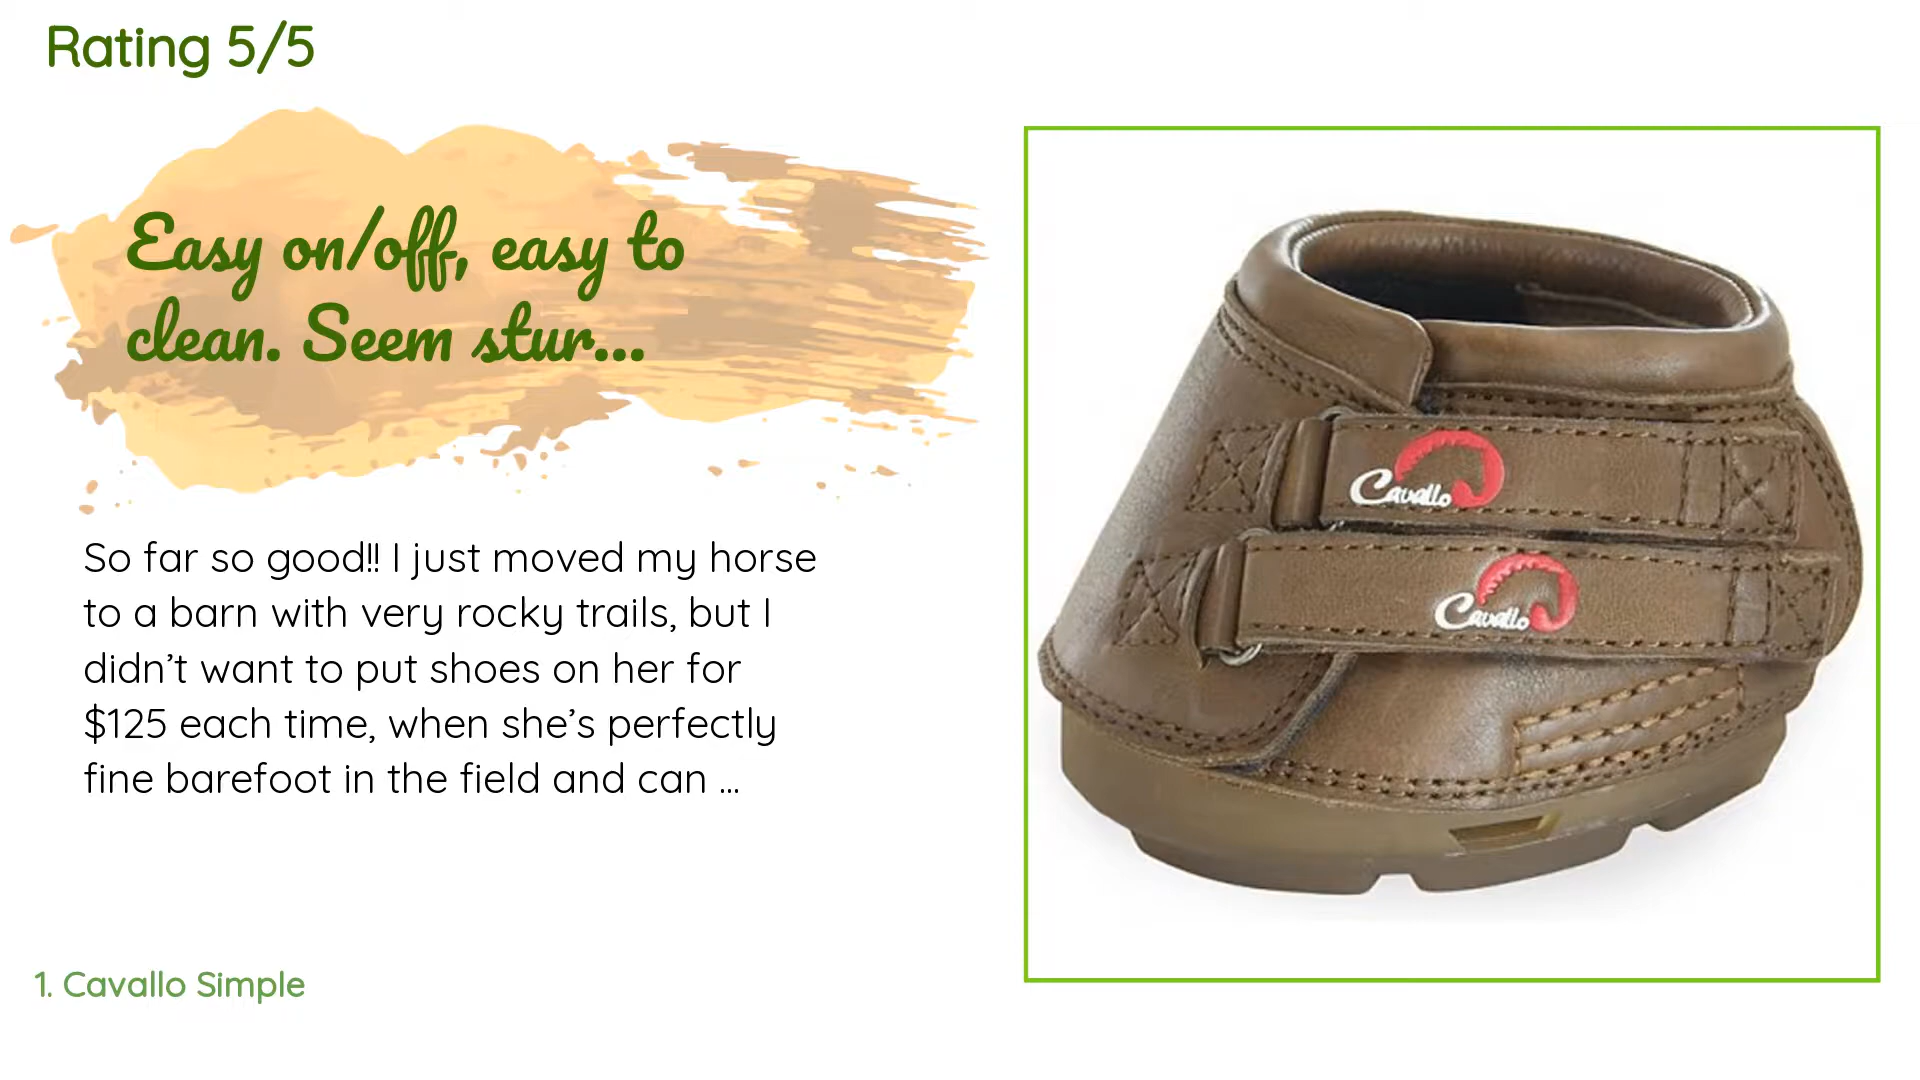 Rating 5/5
Easy on/off, easy to
clean. Seem stur...
So far so good!! I just moved my horse
to a barn with very rocky trails, but I
didn’t want to put shoes on her for
$125 each time, when she’s perfectly
fine barefoot in the field and can ...
Cavallo
Cavallo
1. Cavallo Simple